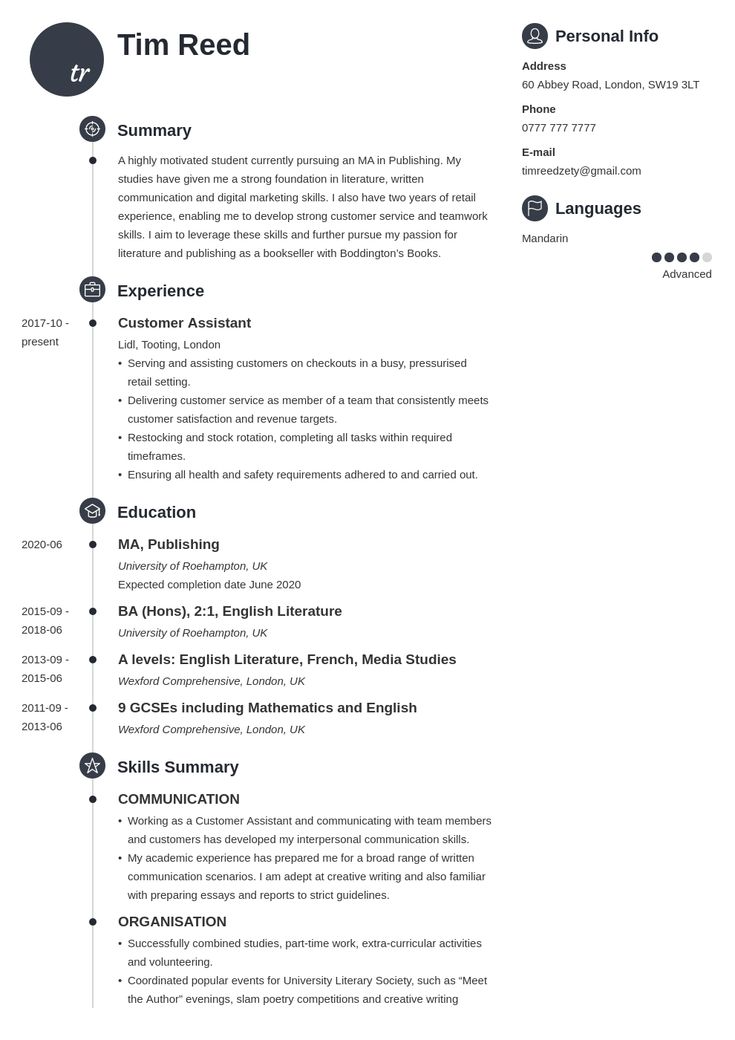 tr
Tim Reed
Summary
A highly motivated student currently pursuing an MA in Publishing. My
studies have given me a strong foundation in literature, written
communication and digital marketing skills. I also have two years of retail
experience, enabling me to develop strong customer service and teamwork
skills. I aim to leverage these skills and further pursue my passion for
literature and publishing as a bookseller with Boddington's Books.
Experience
2017-10 -
present
Customer Assistant
Lidl, Tooting, London
• Serving and assisting customers on checkouts in a busy, pressurised
retail setting.
• Delivering customer service as member of a team that consistently meets
customer satisfaction and revenue targets.
• Restocking and stock rotation, completing all tasks within required
timeframes.
• Ensuring all health and safety requirements adhered to and carried out.
Education
2020-06
MA, Publishing
University of Roehampton, UK
Expected completion date June 2020
2015-09 -
2018-06
BA (Hons), 2:1, English Literature
University of Roehampton, UK
2013-09 -
2015-06
A levels: English Literature, French, Media Studies
Wexford Comprehensive, London, UK
2011-09 -
2013-06
9 GCSEs including Mathematics and English
Wexford Comprehensive, London, UK
Skills Summary
COMMUNICATION
• Working as a Customer Assistant and communicating with team members
and customers has developed my interpersonal communication skills.
• My academic experience has prepared me for a broad range of written
communication scenarios. I am adept at creative writing and also familiar
with preparing essays and reports to strict guidelines.
ORGANISATION
• Successfully combined studies, part-time work, extra-curricular activities
and volunteering.
• Coordinated popular events for University Literary Society, such as “Meet
the Author” evenings, slam poetry competitions and creative writing
Personal Info
Address
60 Abbey Road, London, SW19 3LT
Phone
0777 777 7777
E-mail
timreedzety@gmail.com
Languages
Mandarin
Advanced